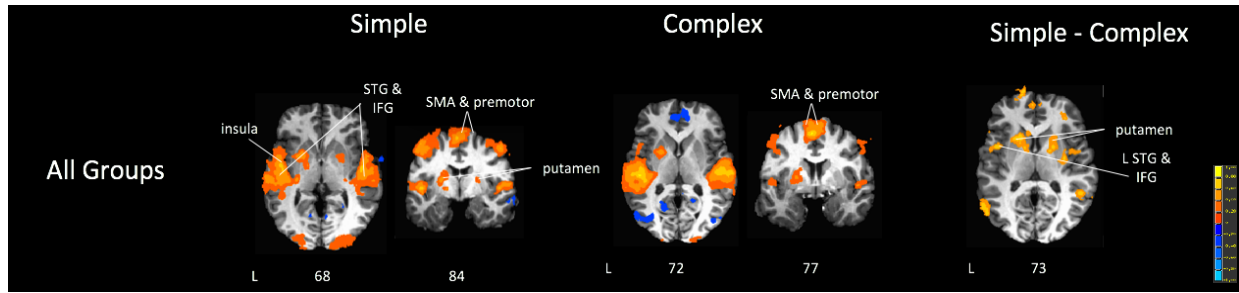 Simple
Complex
Simple - Complex
STG &
IFG
SMA & premotor
SMA & premotor
insula
putamen
putamen
L STG &
IFG
All Groups
L
68
84
L
72
77
L
73